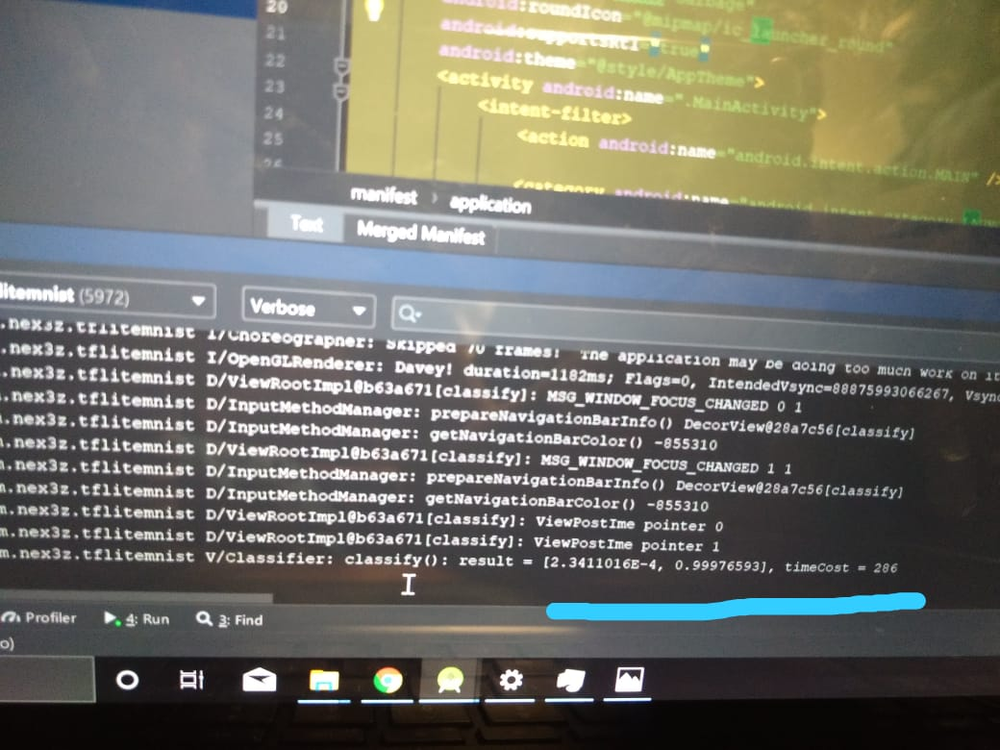 20
android:roundIcon="@mipmap/ic_launcher_round"
21
android:supportsRtl="true"
22
android:theme="@style/AppTheme">
23
<activity android:name=".MainActivity">
24
<intent-filter>
25
<action android:name="android.intent.action.MAIN" />
26
<category android:name="android.intent.category.
manifest > application
Text Merged Manifest
litemnist (5972) Verbose
.nex3z.tflitemnist I/Choreographer: Skipped 70 frames! The application may be doing too much work on it
.nex3z.tflitemnist I/OpenGLRenderer: Davey! duration=1182ms; Flags=0, IntendedVsync=88875993066267, Vsync
.nex3z.tflitemnist D/ViewRootImpl@b63a671[classify]: MSG_WINDOW_FOCUS_CHANGED 0 1
.nex3z.tflitemnist D/InputMethodManager: prepareNavigationBarInfo() DecorView@28a7c56[classify]
.nex3z.tflitemnist D/InputMethodManager: getNavigationBarColor() -855310
.nex3z.tflitemnist D/ViewRootImpl@b63a671[classify]: MSG_WINDOW_FOCUS_CHANGED 1 1
.nex3z.tflitemnist D/InputMethodManager: prepareNavigationBarInfo() DecorView@28a7c56[classify]
.nex3z.tflitemnist D/InputMethodManager: getNavigationBarColor() -855310
m.nex3z.tflitemnist D/ViewRootImpl@b63a671[classify]: ViewPostIme pointer 0
m.nex3z.tflitemnist D/ViewRootImpl@b63a671[classify]: ViewPostIme pointer 1
m.nex3z.tflitemnist V/Classifier: classify(): result = [2.3411016E-4, 0.99976593], timeCost = 286
Profiler 4: Run 3: Find
o)